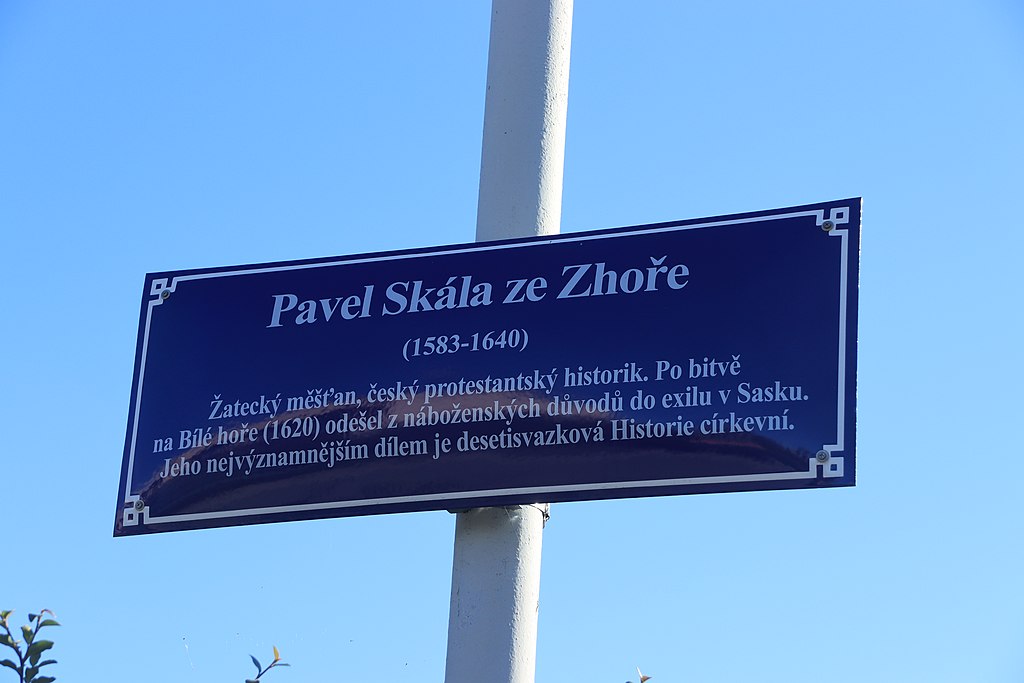 Pavel Skála ze Zhoře
(1583-1640)
Žatecký měšťan, český protestantský historik. Po bitvě
na Bílé hoře (1620) odešel z náboženských důvodů do exilu v Sasku.
Jeho nejvýznamnějším dílem je desetisvazková Historie církevní.